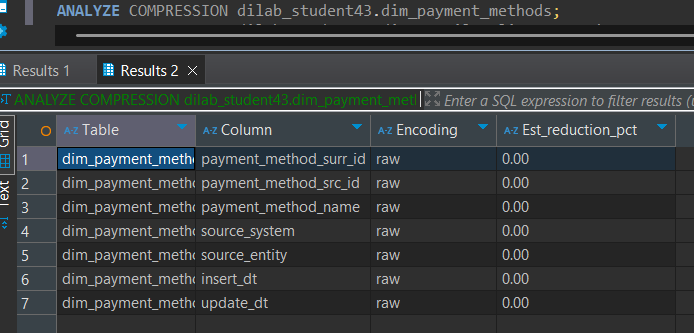 ANALYZE COMPRESSION dilab_student43.dim_payment_methods;
Results 1 Results 2
ANALYZE COMPRESSION dilab_student43.dim_payment_metl Enter a SQL expression to filter results (u
Grid
Text
A-Z Table A-Z Column A-Z Encoding A-Z Est_reduction_pct
1 dim_payment_metho payment_method_surr_id raw 0.00
2 dim_payment_metho payment_method_src_id raw 0.00
3 dim_payment_metho payment_method_name raw 0.00
4 dim_payment_metho source_system raw 0.00
5 dim_payment_metho source_entity raw 0.00
6 dim_payment_metho insert_dt raw 0.00
7 dim_payment_metho update_dt raw 0.00